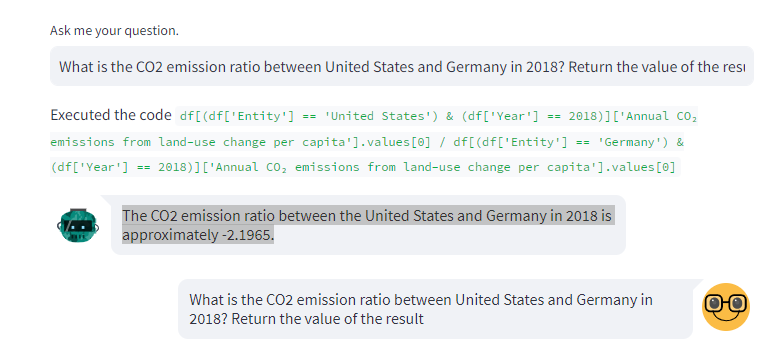 Ask me your question.
What is the CO2 emission ratio between United States and Germany in 2018? Return the value of the
Executed the code df[(df['Entity'] == 'United States') & (df['Year'] == 2018)]['Annual CO₂
emissions from land-use change per capita'].values[0] / df[(df['Entity'] == 'Germany') &
(df['Year'] == 2018)]['Annual CO₂ emissions from land-use change per capita'].values[0]
The CO2 emission ratio between the United States and Germany in 2018 is
approximately -2.1965.
What is the CO2 emission ratio between United States and Germany in
2018? Return the value of the result